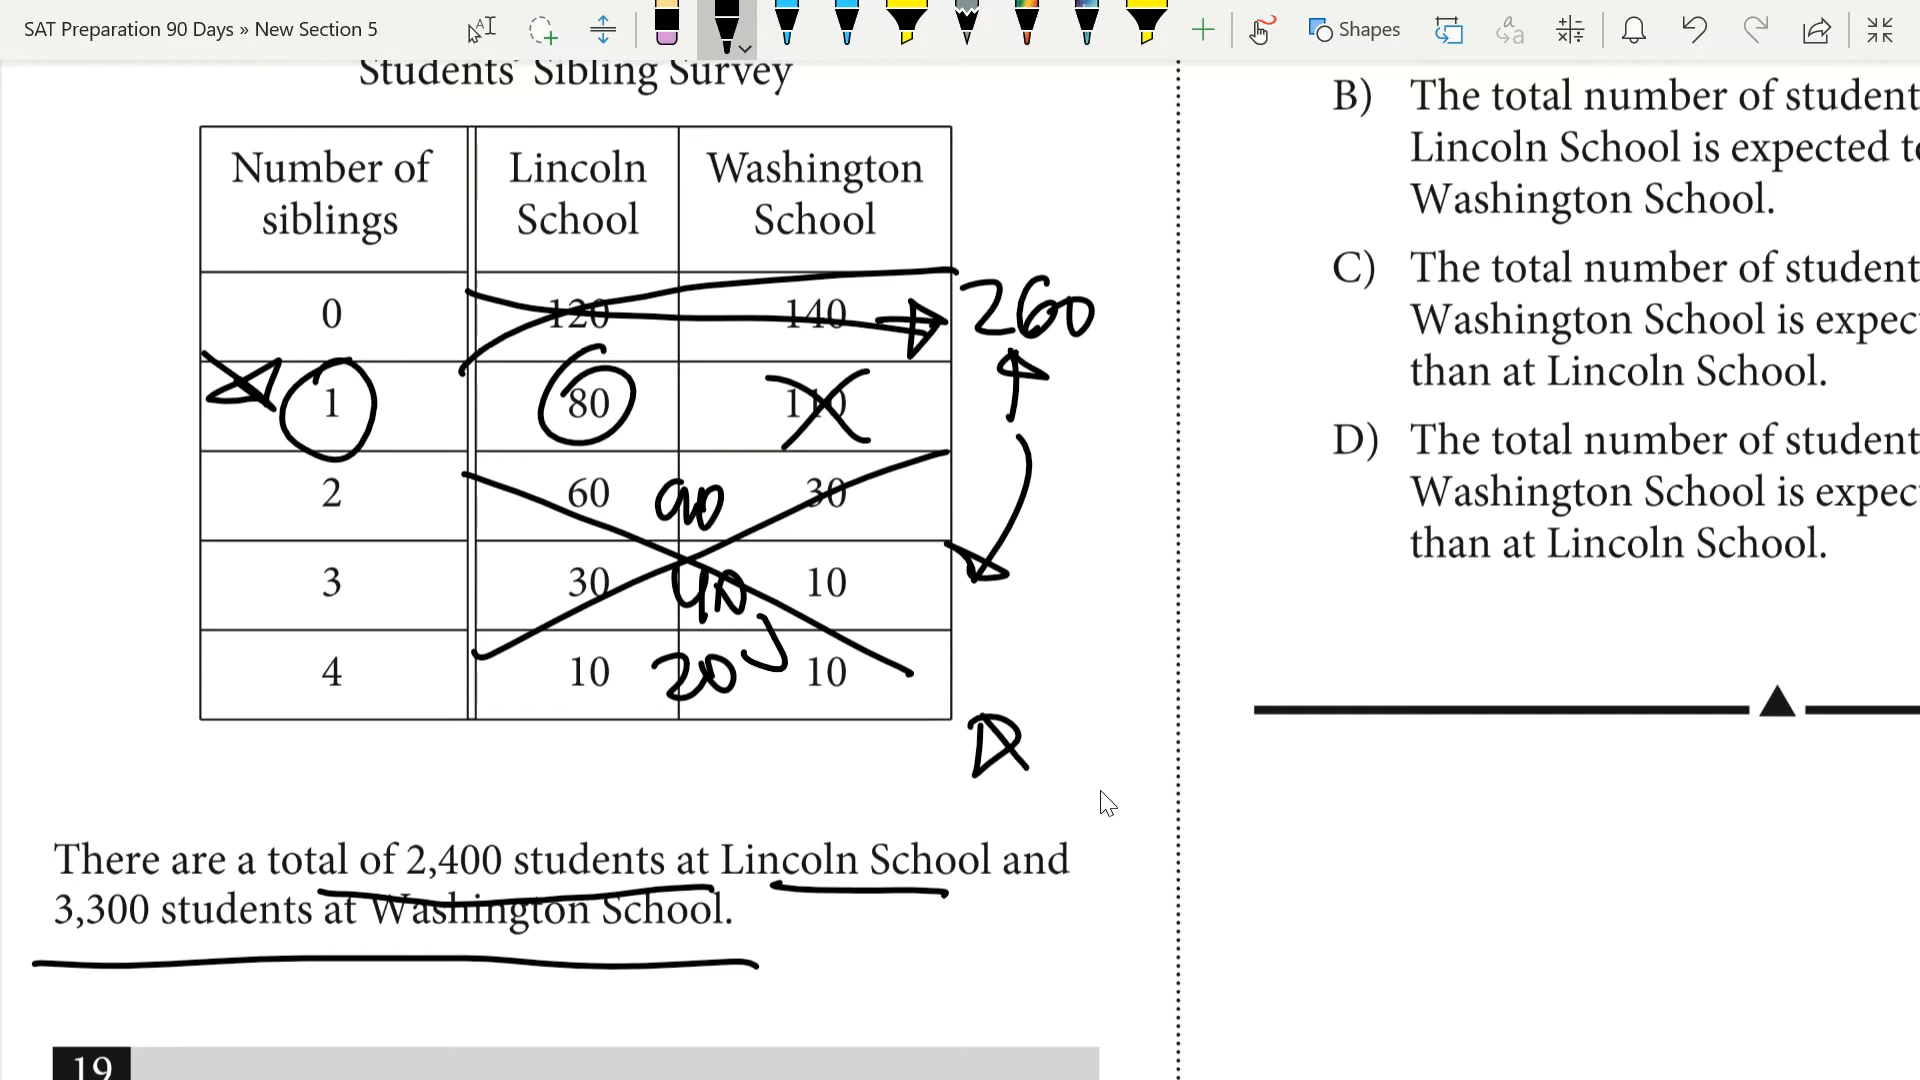 SAT Preparation 90 Days » New Section 5
Shapes
Students' Sibling Survey
Number of siblings Lincoln School Washington School
0 120 140 260
1 80 110
2 60 90 30
3 30 40 10
4 10 20 10
There are a total of 2,400 students at Lincoln School and
3,300 students at Washington School.
19
B) The total number of student
Lincoln School is expected to
Washington School.
C) The total number of student
Washington School is expec
than at Lincoln School.
D) The total number of student
Washington School is expec
than at Lincoln School.